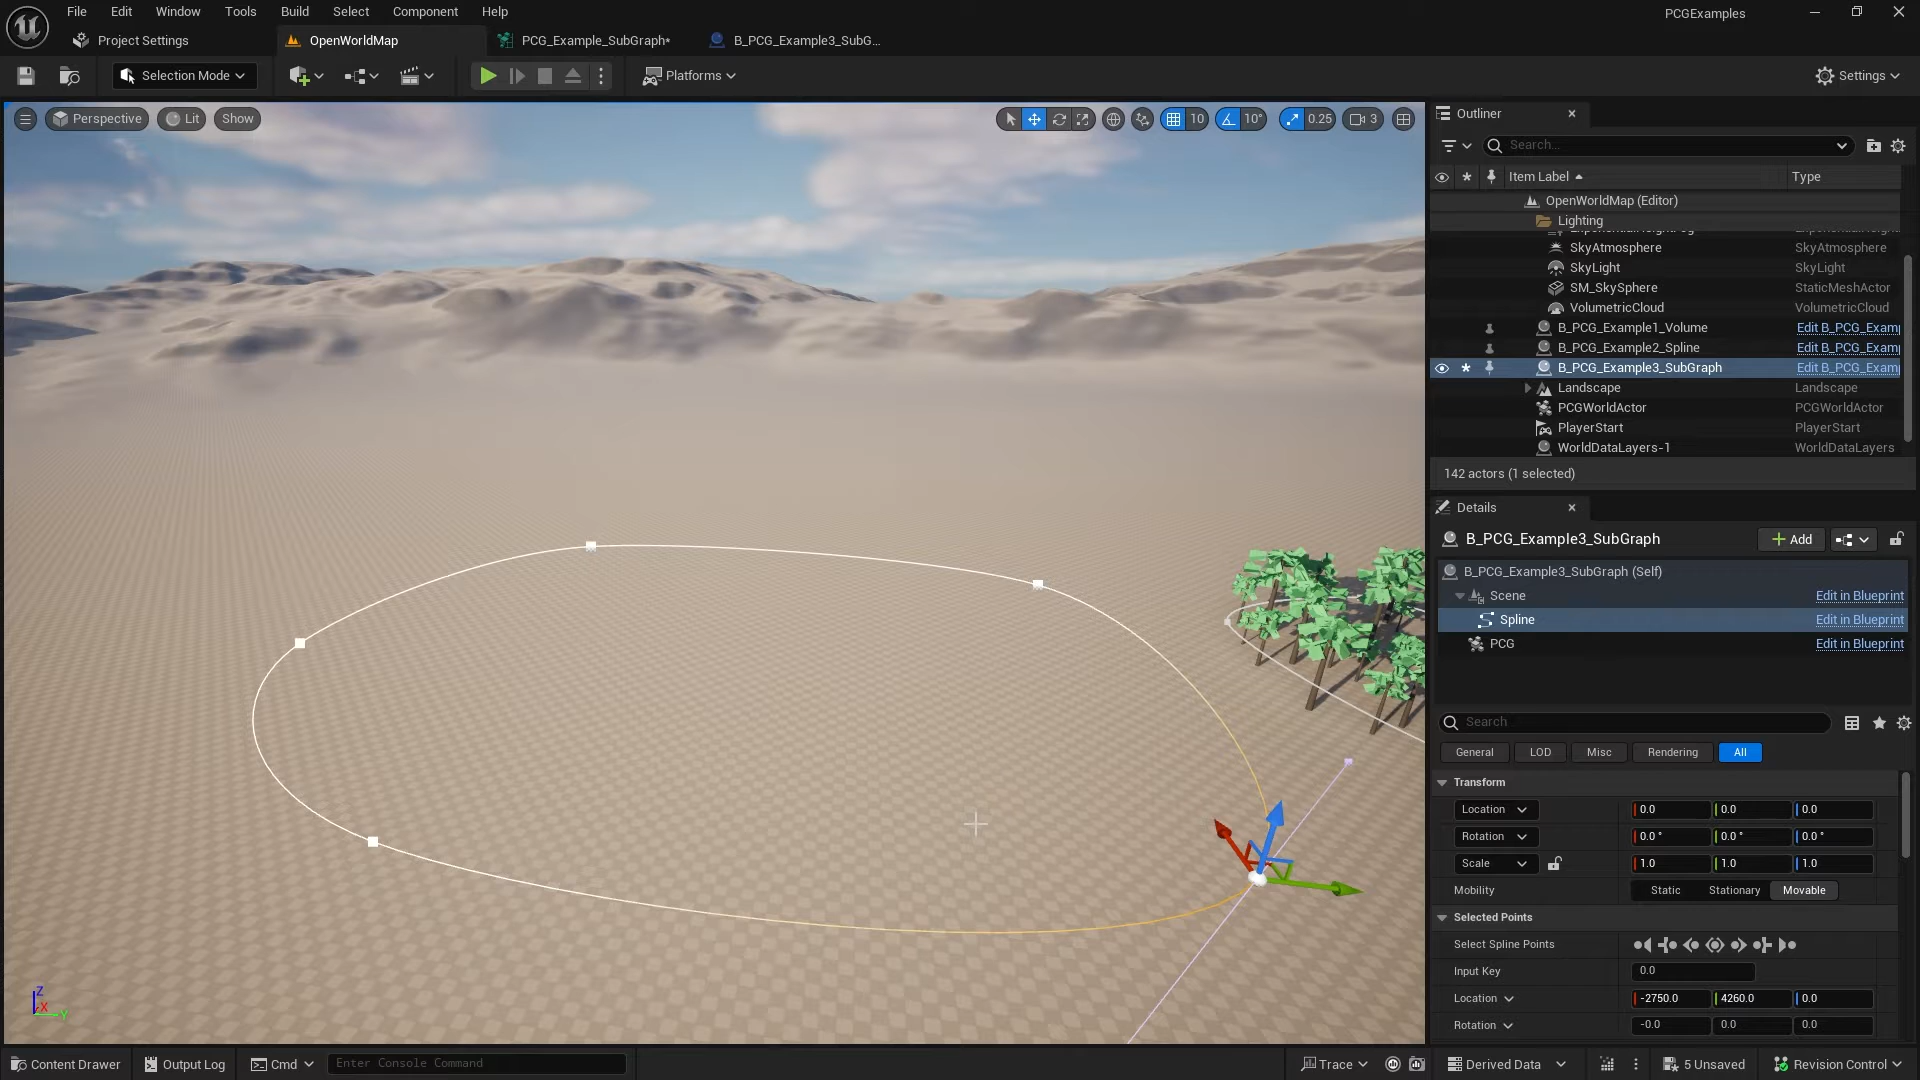 File Edit Window Tools Build Select Component Help
PCGExamples
Project Settings
OpenWorldMap
PCG_Example_SubGraph*
B_PCG_Example3_SubG...
Selection Mode
Platforms
Settings
Perspective
Lit
Show
10
10°
0.25
3
Outliner
Search...
Item Label
Type
OpenWorldMap (Editor)
Lighting
SkyAtmosphere SkyAtmosphere
SkyLight SkyLight
SM_SkySphere StaticMeshActor
VolumetricCloud VolumetricCloud
B_PCG_Example1_Volume Edit B_PCG_Exam
B_PCG_Example2_Spline Edit B_PCG_Exam
B_PCG_Example3_SubGraph Edit B_PCG_Exam
Landscape Landscape
PCGWorldActor PCGWorldActor
PlayerStart PlayerStart
WorldDataLayers-1 WorldDataLayers
142 actors (1 selected)
Details
B_PCG_Example3_SubGraph
Add
B_PCG_Example3_SubGraph (Self)
Scene Edit in Blueprint
Spline Edit in Blueprint
PCG Edit in Blueprint
Search
General LOD Misc Rendering All
Transform
Location 0.0 0.0 0.0
Rotation 0.0 ° 0.0 ° 0.0 °
Scale 1.0 1.0 1.0
Mobility Static Stationary Movable
Selected Points
Select Spline Points
Input Key 0.0
Location -2750.0 4260.0 0.0
Rotation -0.0 0.0 0.0
Z
X
Y
Content Drawer
Output Log
Cmd
Enter Console Command
Trace
Derived Data
5 Unsaved
Revision Control